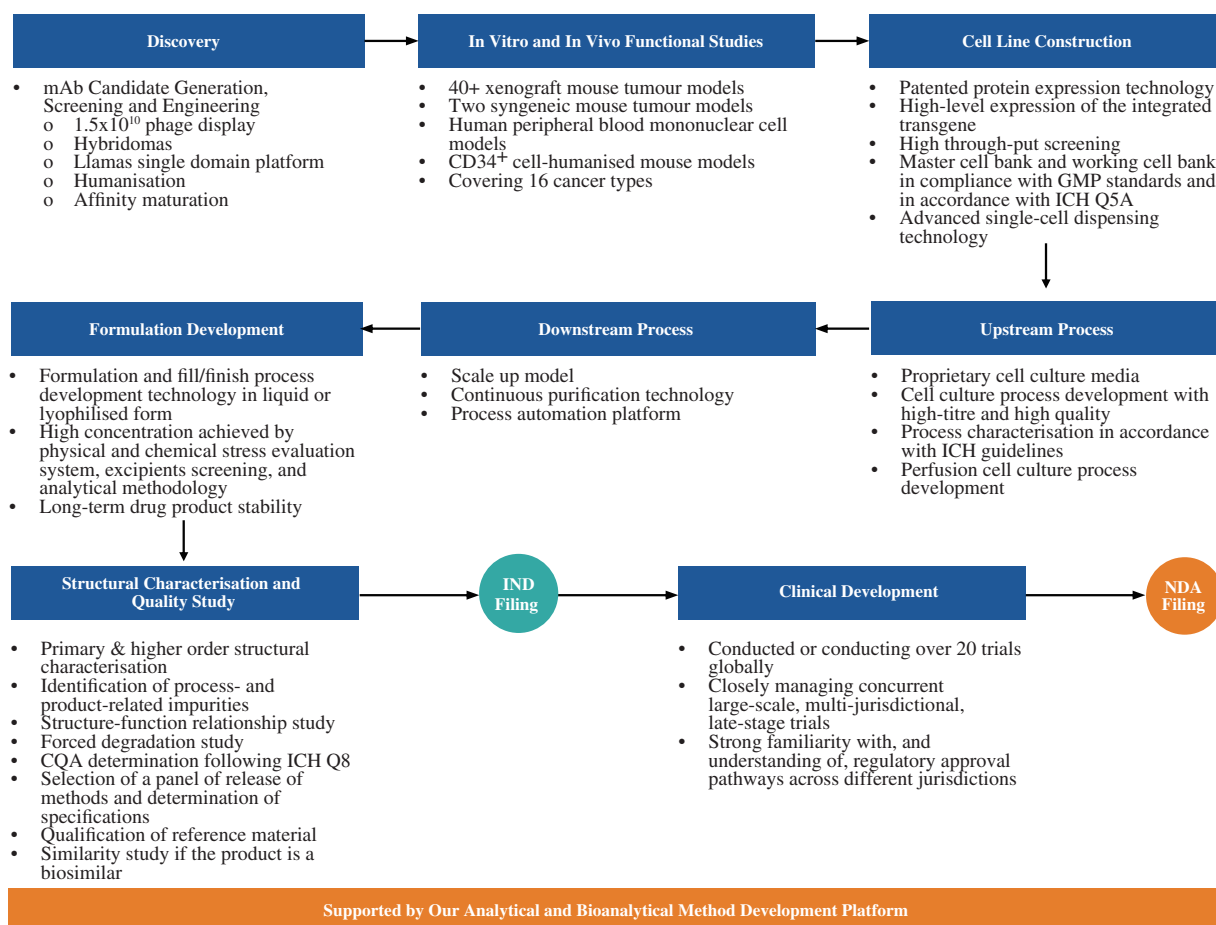 Discovery
• mAb Candidate Generation,
Screening and Engineering
o 1.5x10¹⁰ phage display
o Hybridomas
o Llamas single domain platform
o Humanisation
o Affinity maturation
In Vitro and In Vivo Functional Studies
• 40+ xenograft mouse tumour models
• Two syngeneic mouse tumour models
• Human peripheral blood mononuclear cell
models
• CD34⁺ cell-humanised mouse models
• Covering 16 cancer types
Cell Line Construction
• Patented protein expression technology
• High-level expression of the integrated
transgene
• High through-put screening
• Master cell bank and working cell bank
in compliance with GMP standards and
in accordance with ICH Q5A
• Advanced single-cell dispensing
technology
Upstream Process
• Proprietary cell culture media
• Cell culture process development with
high-titre and high quality
• Process characterisation in accordance
with ICH guidelines
• Perfusion cell culture process
development
Downstream Process
• Scale up model
• Continuous purification technology
• Process automation platform
Formulation Development
• Formulation and fill/finish process
development technology in liquid or
lyophilised form
• High concentration achieved by
physical and chemical stress evaluation
system, excipients screening, and
analytical methodology
• Long-term drug product stability
Structural Characterisation and
Quality Study
• Primary & higher order structural
characterisation
• Identification of process- and
product-related impurities
• Structure-function relationship study
• Forced degradation study
• CQA determination following ICH Q8
• Selection of a panel of release of
methods and determination of
specifications
• Qualification of reference material
• Similarity study if the product is a
biosimilar
IND
Filing
Clinical Development
• Conducted or conducting over 20 trials
globally
• Closely managing concurrent
large-scale, multi-jurisdictional,
late-stage trials
• Strong familiarity with, and
understanding of, regulatory approval
pathways across different jurisdictions
NDA
Filing
Supported by Our Analytical and Bioanalytical Method Development Platform